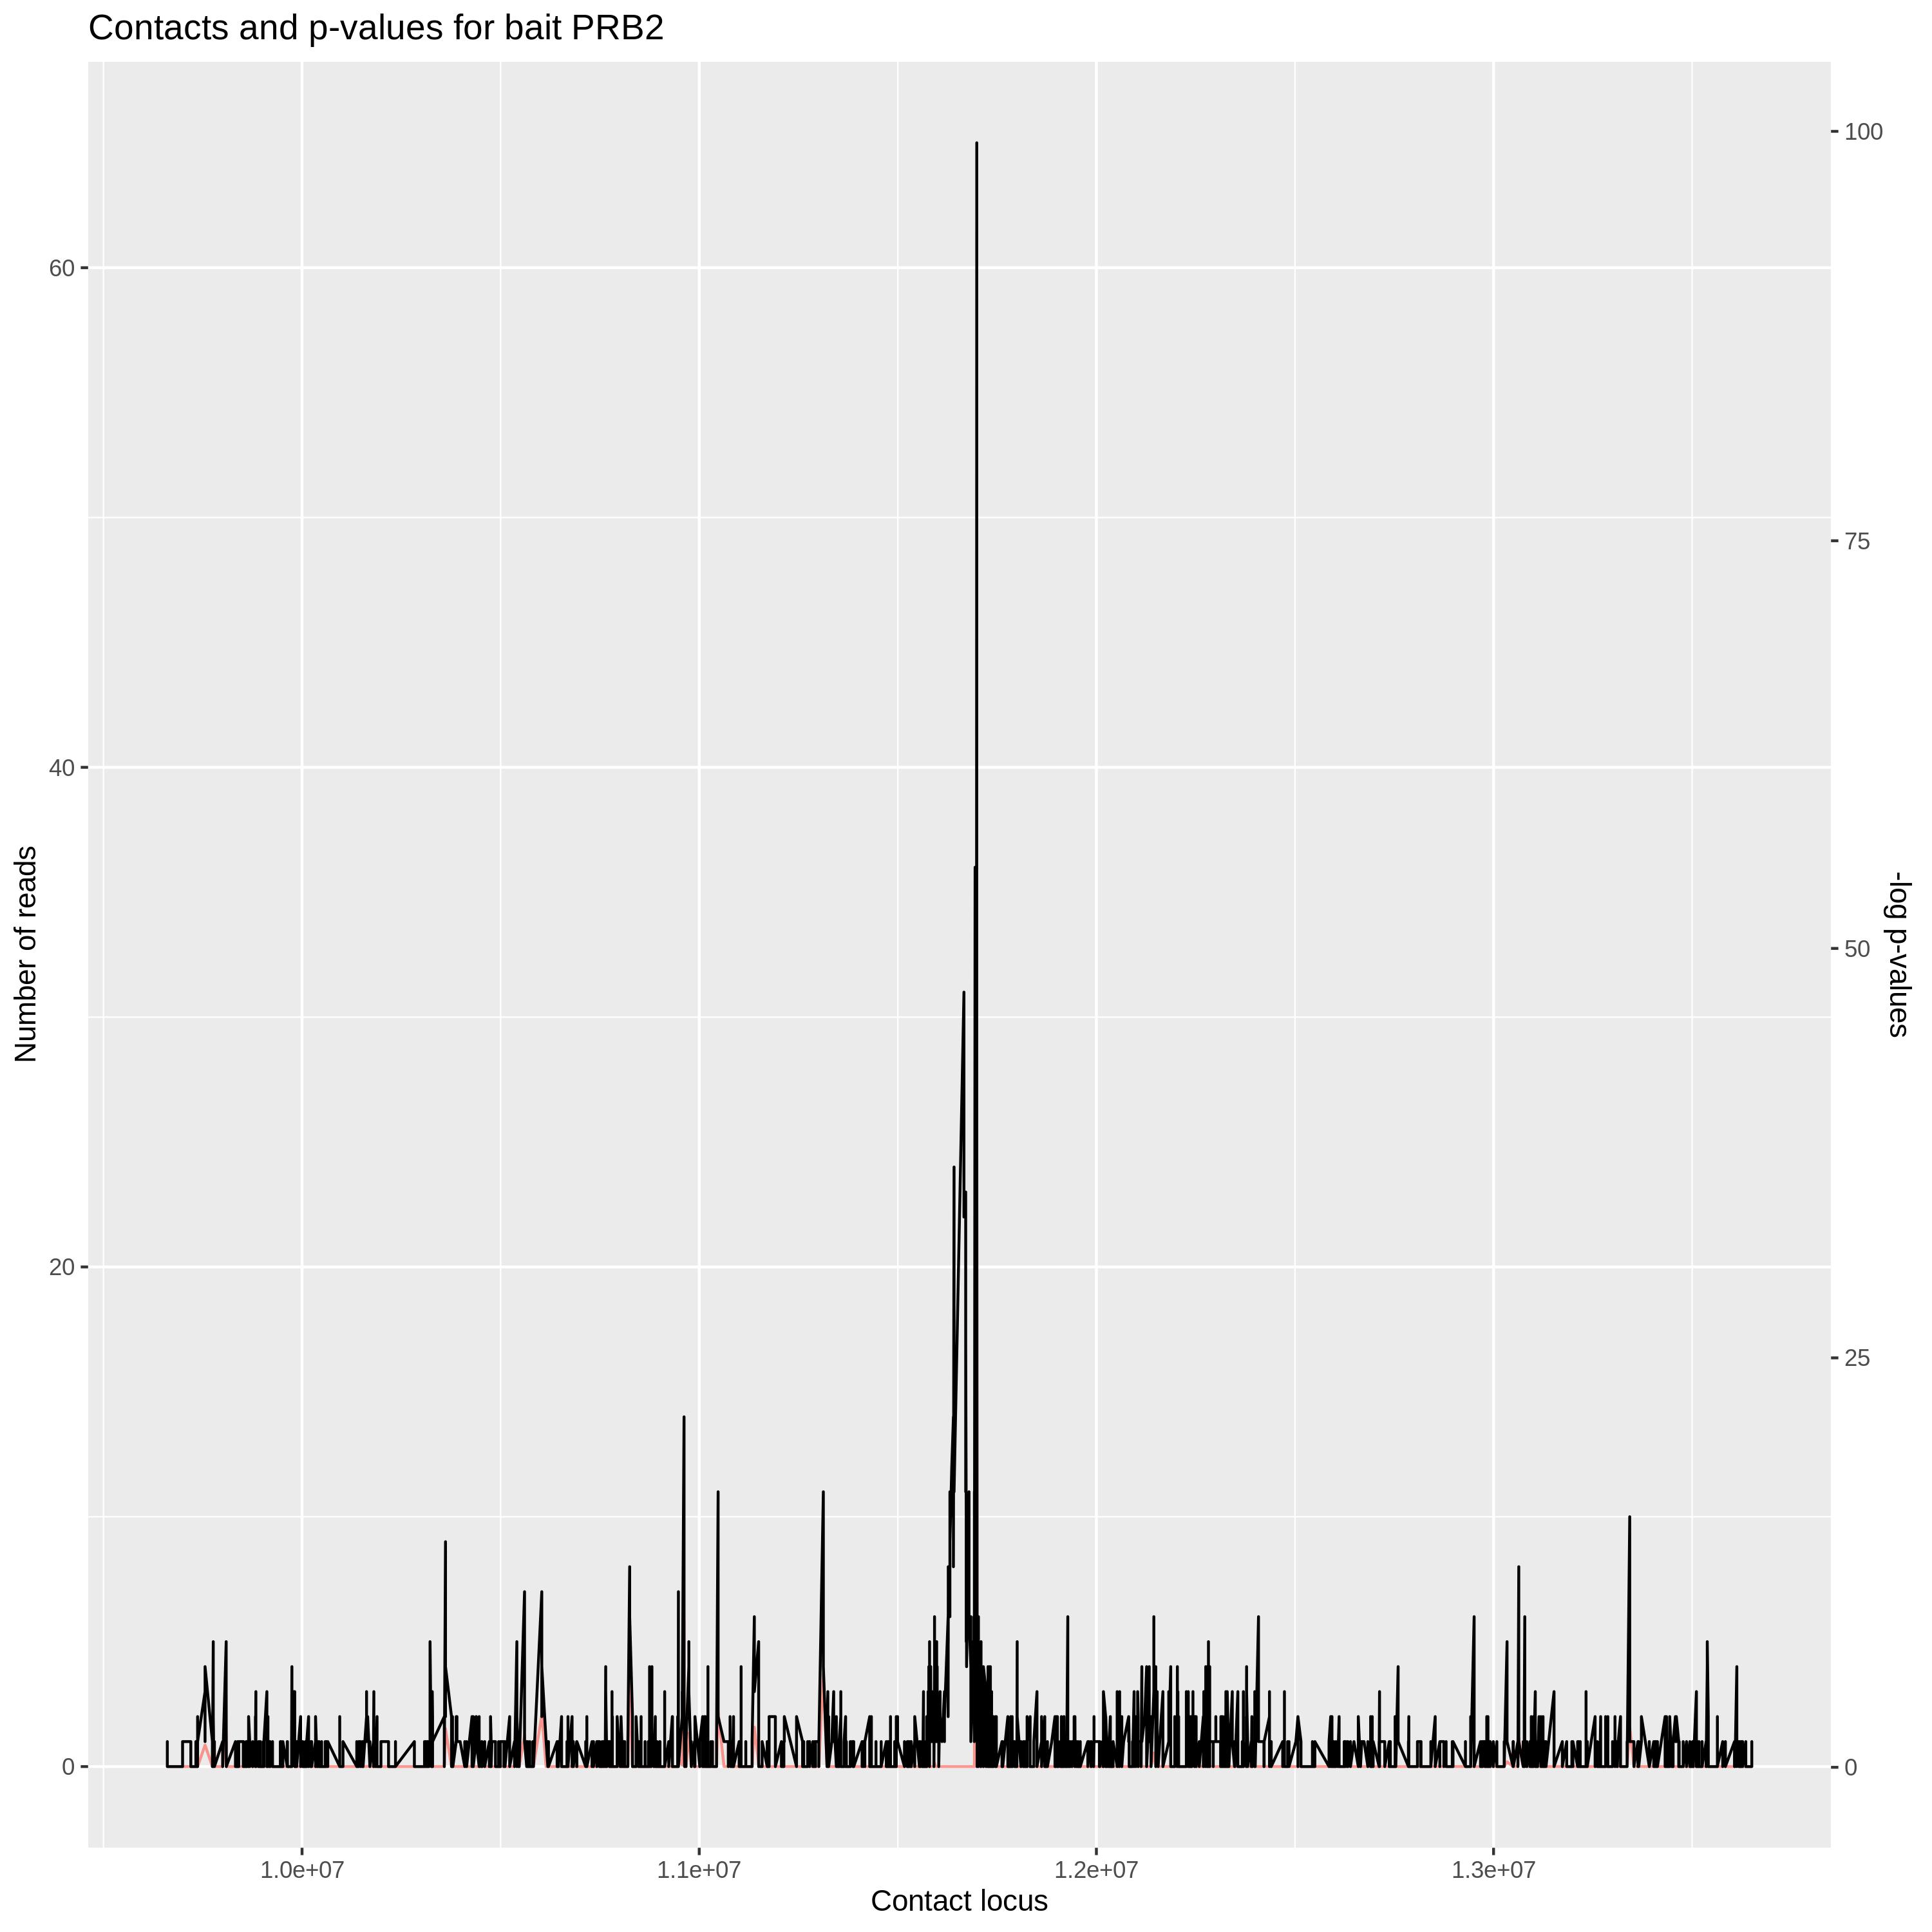 Contacts and p-values for bait PRB2
Number of reads
60
40
20
0
100
75
50
25
0
-log p-values
1.0e+07
1.1e+07
1.2e+07
1.3e+07
Contact locus